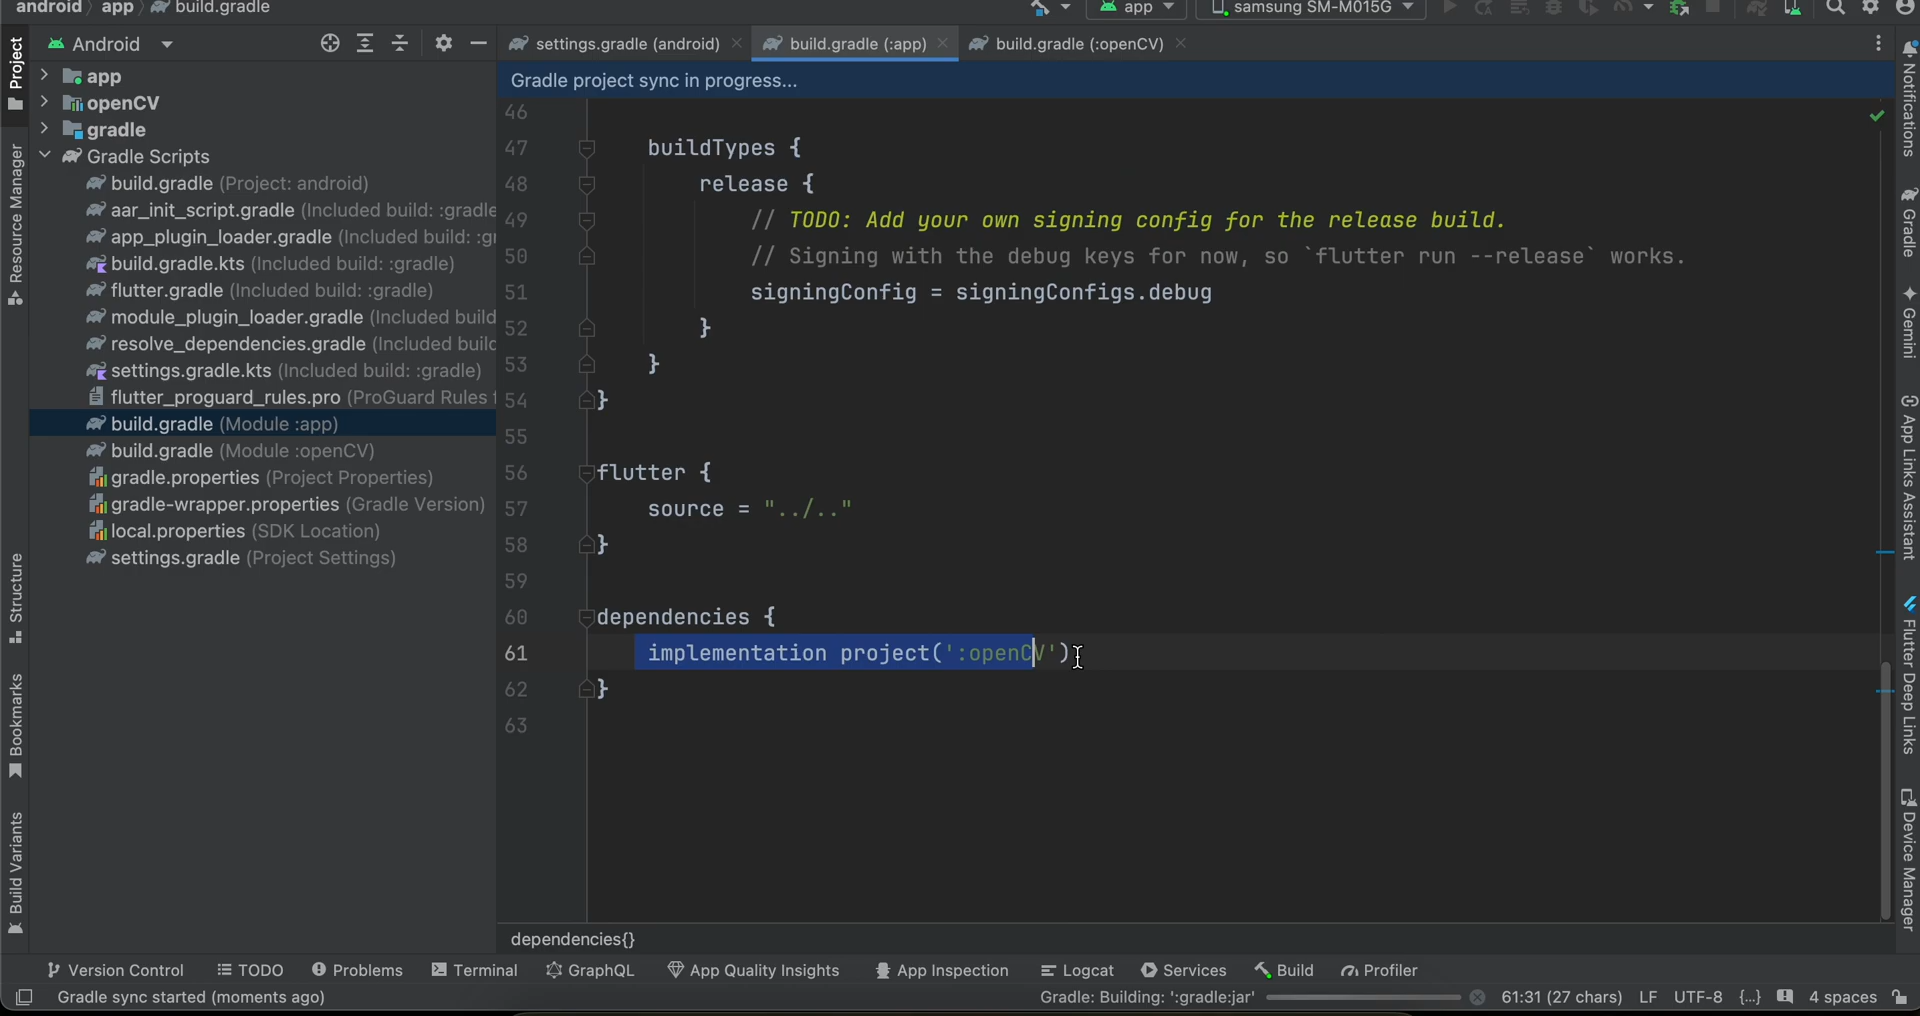 android › app › build.gradle
app
samsung SM-M015G
Project
Android
settings.gradle (android)
build.gradle (:app)
build.gradle (:openCV)
Gradle project sync in progress...
app
openCV
gradle
Gradle Scripts
build.gradle (Project: android)
aar_init_script.gradle (Included build: :gradle
app_plugin_loader.gradle (Included build: :gr
build.gradle.kts (Included build: :gradle)
flutter.gradle (Included build: :gradle)
module_plugin_loader.gradle (Included build
resolve_dependencies.gradle (Included build
settings.gradle.kts (Included build: :gradle)
flutter_proguard_rules.pro (ProGuard Rules f
build.gradle (Module :app)
build.gradle (Module :openCV)
gradle.properties (Project Properties)
gradle-wrapper.properties (Gradle Version)
local.properties (SDK Location)
settings.gradle (Project Settings)
Resource Manager
Structure
Bookmarks
Build Variants
46
47 buildTypes {
48 release {
49 // TODO: Add your own signing config for the release build.
50 // Signing with the debug keys for now, so `flutter run --release` works.
51 signingConfig = signingConfigs.debug
52 }
53 }
54 }
55
56 flutter {
57 source = "../.."
58 }
59
60 dependencies {
61 implementation project(':openCV')
62 }
63
dependencies{}
Notifications
Gradle
Gemini
App Links Assistant
Flutter Deep Links
Device Manager
Version Control
TODO
Problems
Terminal
GraphQL
App Quality Insights
App Inspection
Logcat
Services
Build
Profiler
Gradle sync started (moments ago)
Gradle: Building: ':gradle:jar'
61:31 (27 chars)
LF
UTF-8
{...}
4 spaces